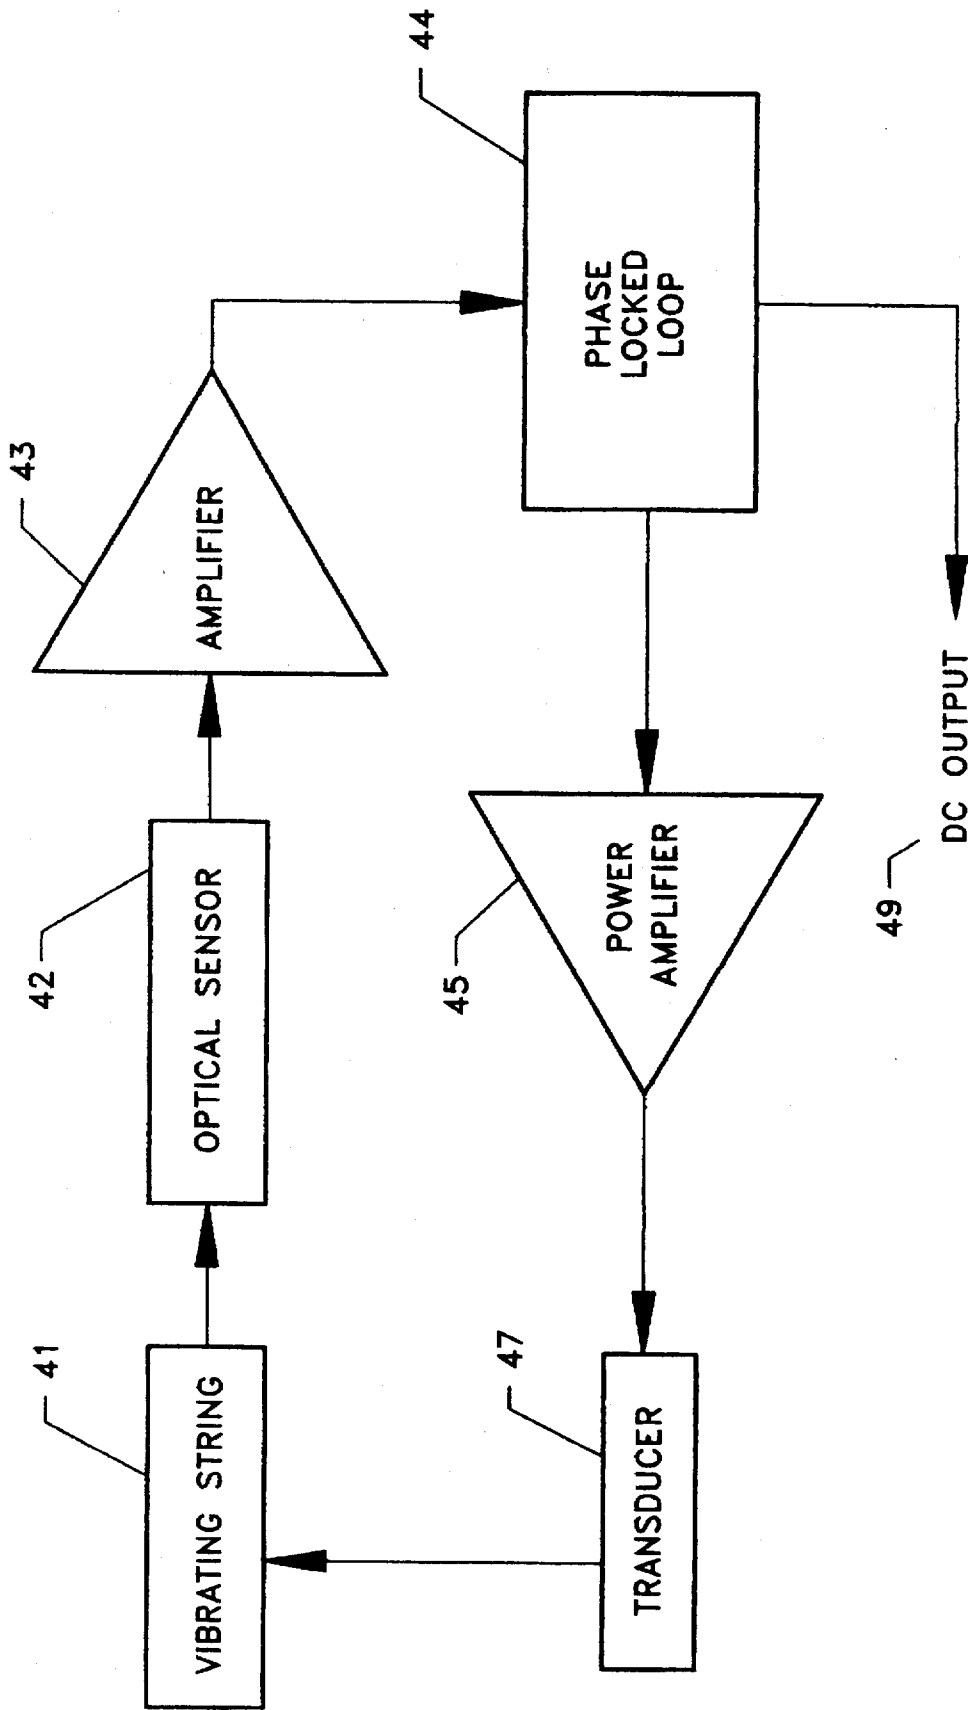 43
44
41
42
VIBRATING STRING
OPTICAL SENSOR
AMPLIFIER
47
45
TRANSDUCER
POWER
AMPLIFIER
PHASE
LOCKED
LOOP
49
DC OUTPUT